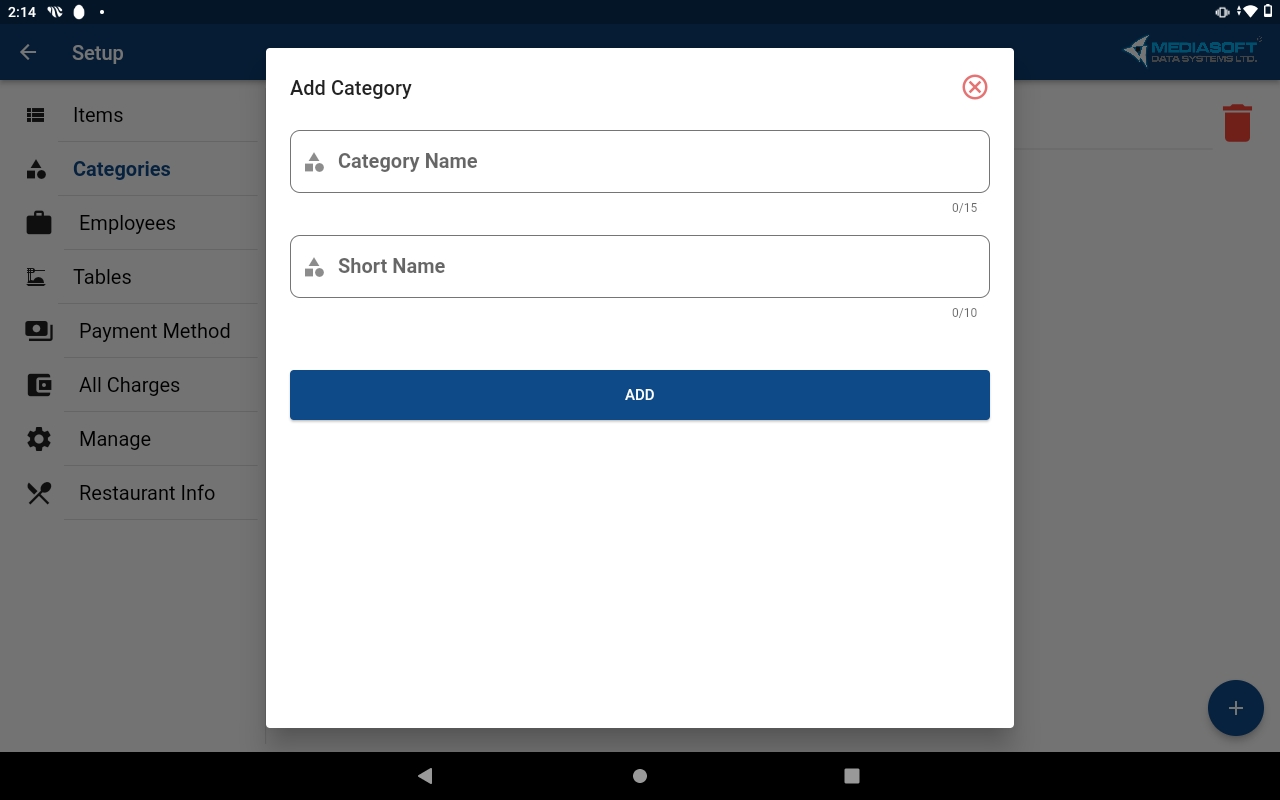 2:14
Setup
MEDIASOFT
DATA SYSTEMS LTD.
Items
Categories
Employees
Tables
Payment Method
All Charges
Manage
Restaurant Info
Add Category
Category Name
0/15
Short Name
0/10
ADD